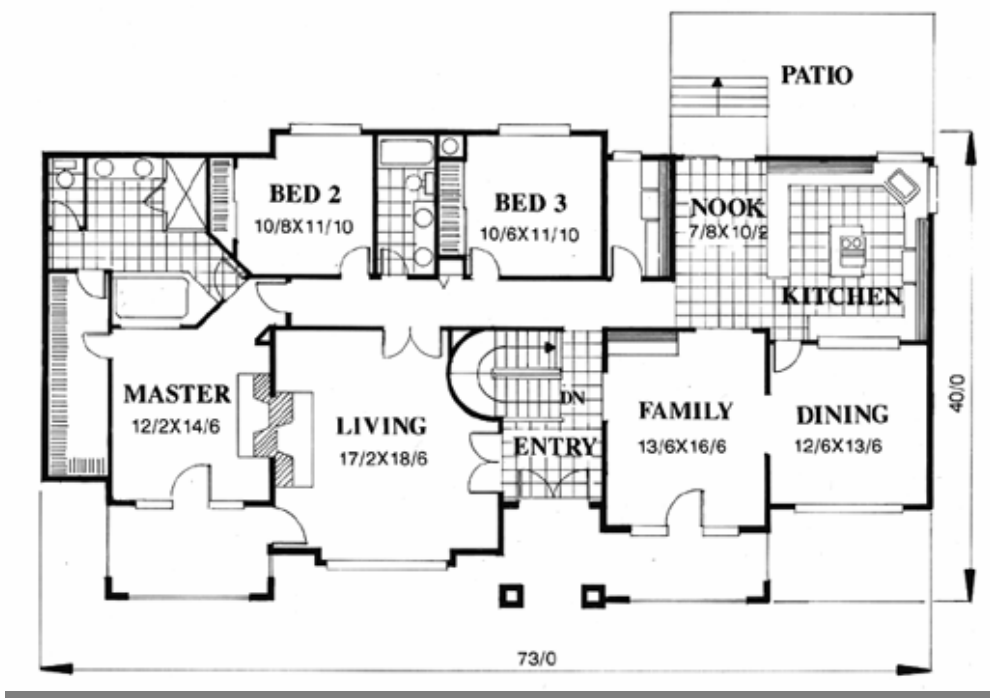 PATIO
BED 2
10/8X11/10
BED 3
10/6X11/10
NOOK
7/8X10/2
KITCHEN
MASTER
12/2X14/6
LIVING
17/2X18/6
DN
ENTRY
FAMILY
13/6X16/6
DINING
12/6X13/6
40/0
73/0